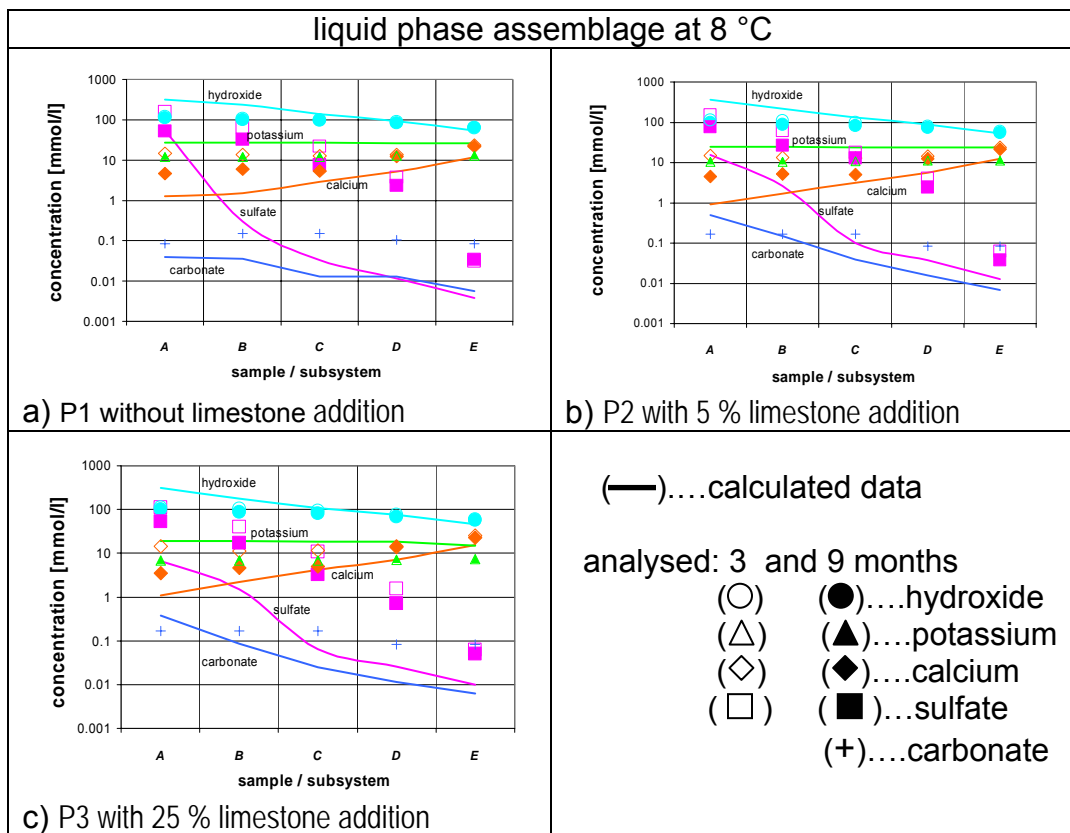 liquid phase assemblage at 8 °C
1000
100
10
1
0.1
0.01
0.001
concentration [mmol/l]
hydroxide
potassium
calcium
sulfate
carbonate
A B C D E
sample / subsystem
a) P1 without limestone addition
1000
100
10
1
0.1
0.01
0.001
concentration [mmol/l]
hydroxide
potassium
calcium
sulfate
carbonate
A B C D E
sample / subsystem
b) P2 with 5 % limestone addition
1000
100
10
1
0.1
0.01
0.001
concentration [mmol/l]
hydroxide
potassium
calcium
sulfate
carbonate
A B C D E
sample / subsystem
c) P3 with 25 % limestone addition
(—)....calculated data
analysed: 3 and 9 months
(○) (●)....hydroxide
(△) (▲)....potassium
(◇) (◆)....calcium
(□) (■)...sulfate
(+)....carbonate